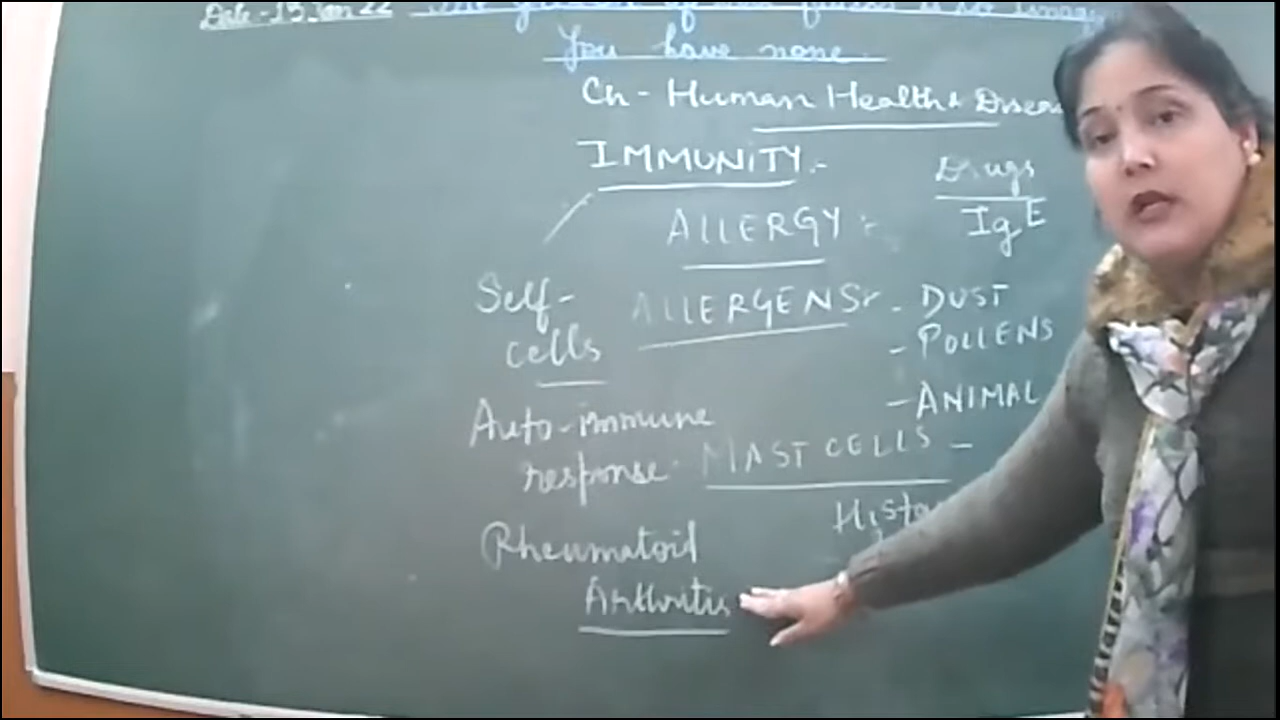 Date - 15 Jan 22
You have none.
Ch - Human Health &
IMMUNITY :-
Drugs
IgE
ALLERGY :-
Self-
cells
ALLERGENS :- - DUST
- POLLENS
- ANIMAL
Auto-immune
response.
MAST CELLS -
Rheumatoid
Arthritis